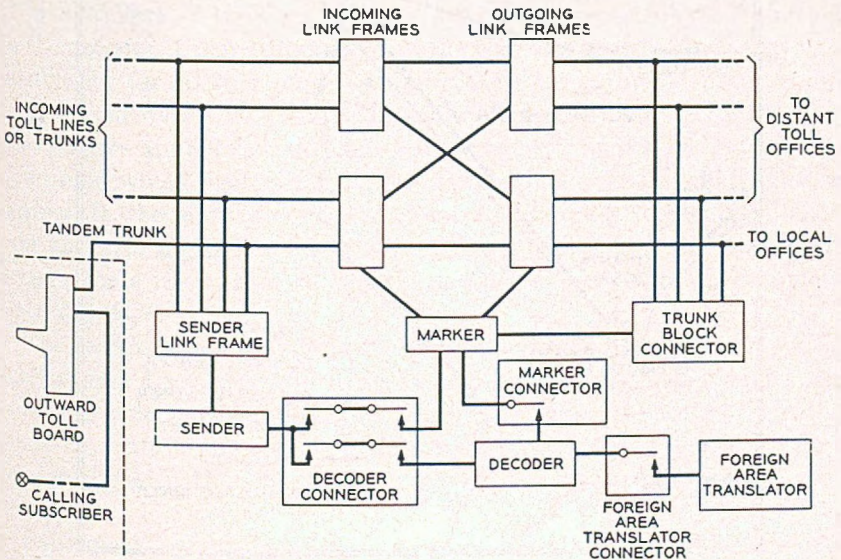 INCOMING
LINK FRAMES
OUTGOING
LINK FRAMES
INCOMING
TOLL LINES
OR TRUNKS
TO
DISTANT
TOLL
OFFICES
TANDEM TRUNK
TO LOCAL
OFFICES
SENDER
LINK FRAME
MARKER
TRUNK
BLOCK
CONNECTOR
MARKER
CONNECTOR
OUTWARD
TOLL
BOARD
SENDER
DECODER
CONNECTOR
DECODER
FOREIGN
AREA
TRANSLATOR
CALLING
SUBSCRIBER
FOREIGN
AREA
TRANSLATOR
CONNECTOR